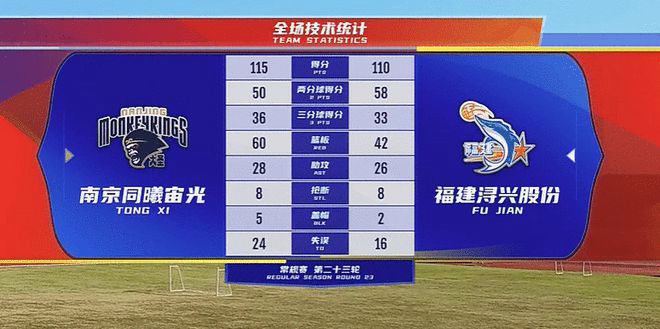 全场技术统计
TEAM STATISTICS
115 得分 110
PTS
50 两分球得分 58
2 PTS
36 三分球得分 33
3 PTS
60 篮板 42
REB
28 助攻 26
AST
8 抢断 8
STL
5 盖帽 2
BLK
24 失误 16
TO
NANJING
MONKEYKINGS
南京同曦宙光
TONG XI
福建浔兴股份
FU JIAN
常规赛 第二十三轮
REGULAR SEASON ROUND 23